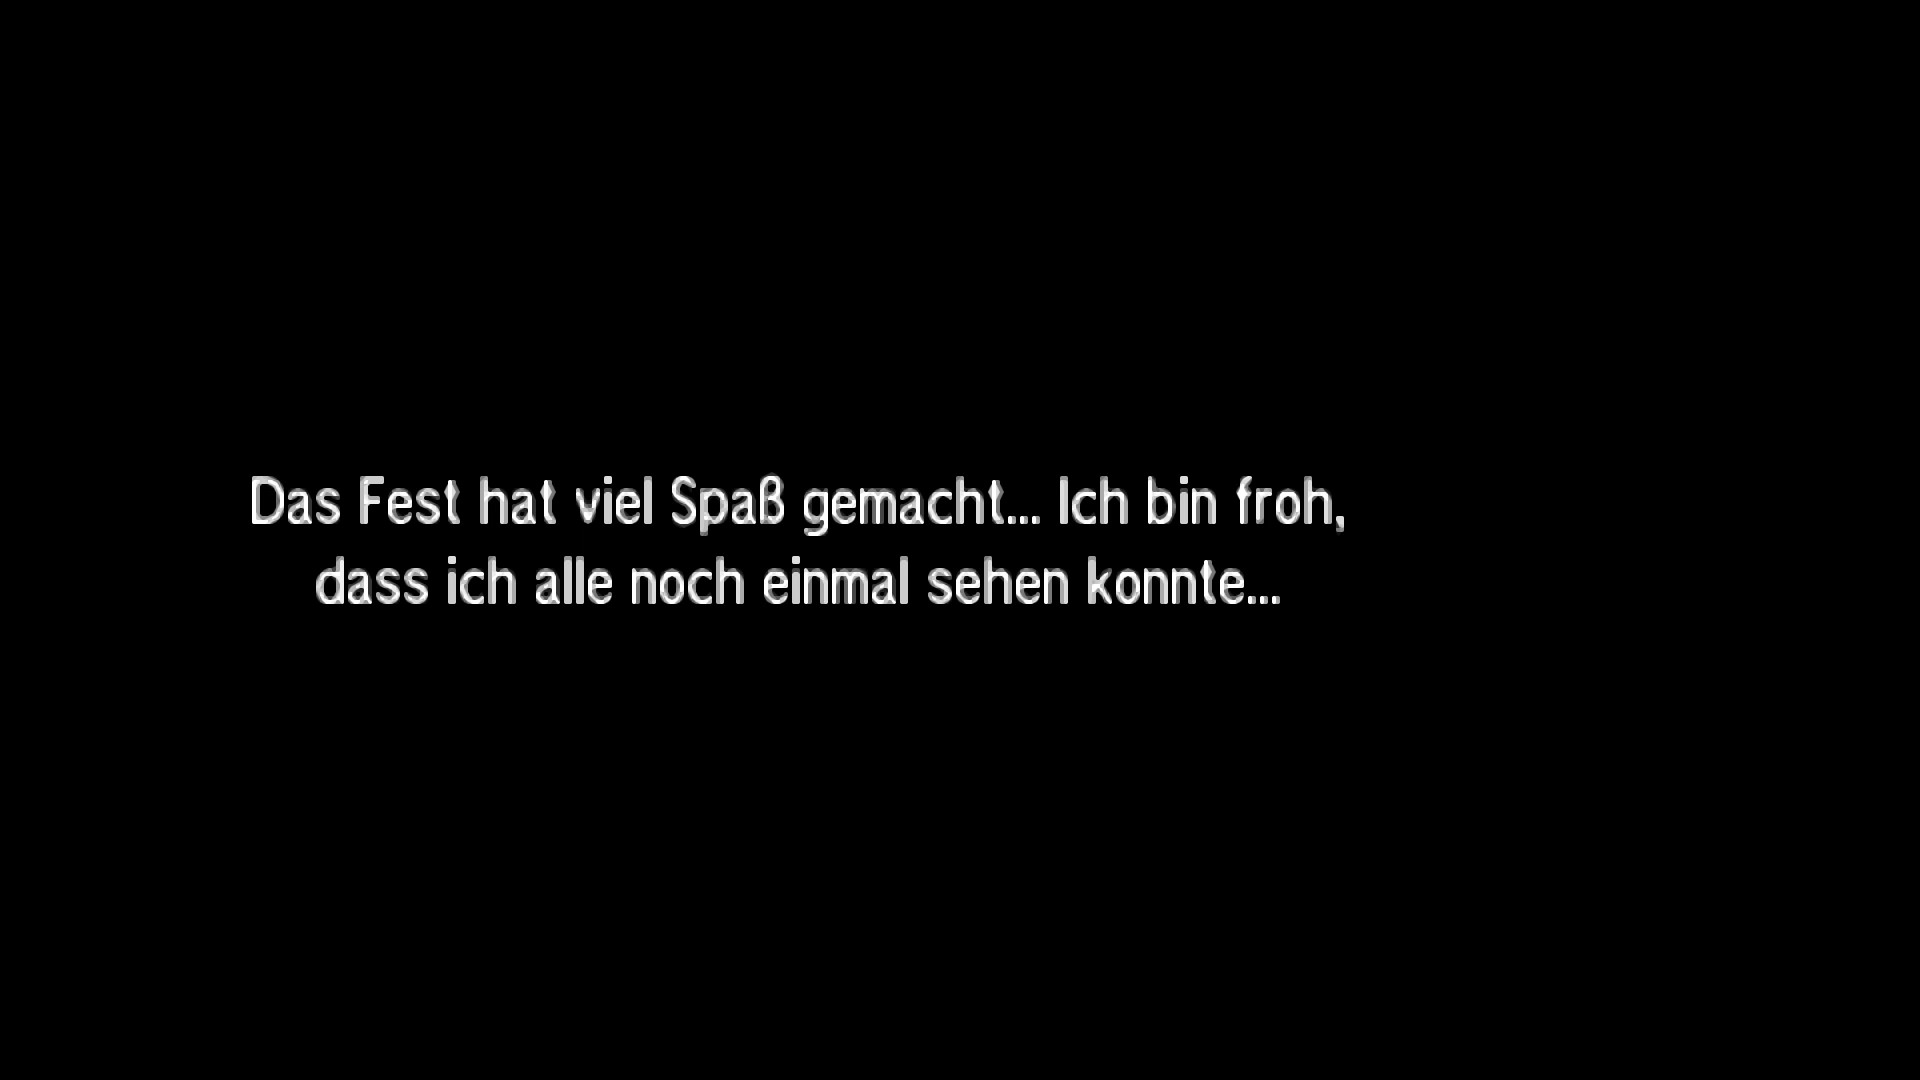 Das Fest hat viel Spaß gemacht... Ich bin froh,
dass ich alle noch einmal sehen konnte...